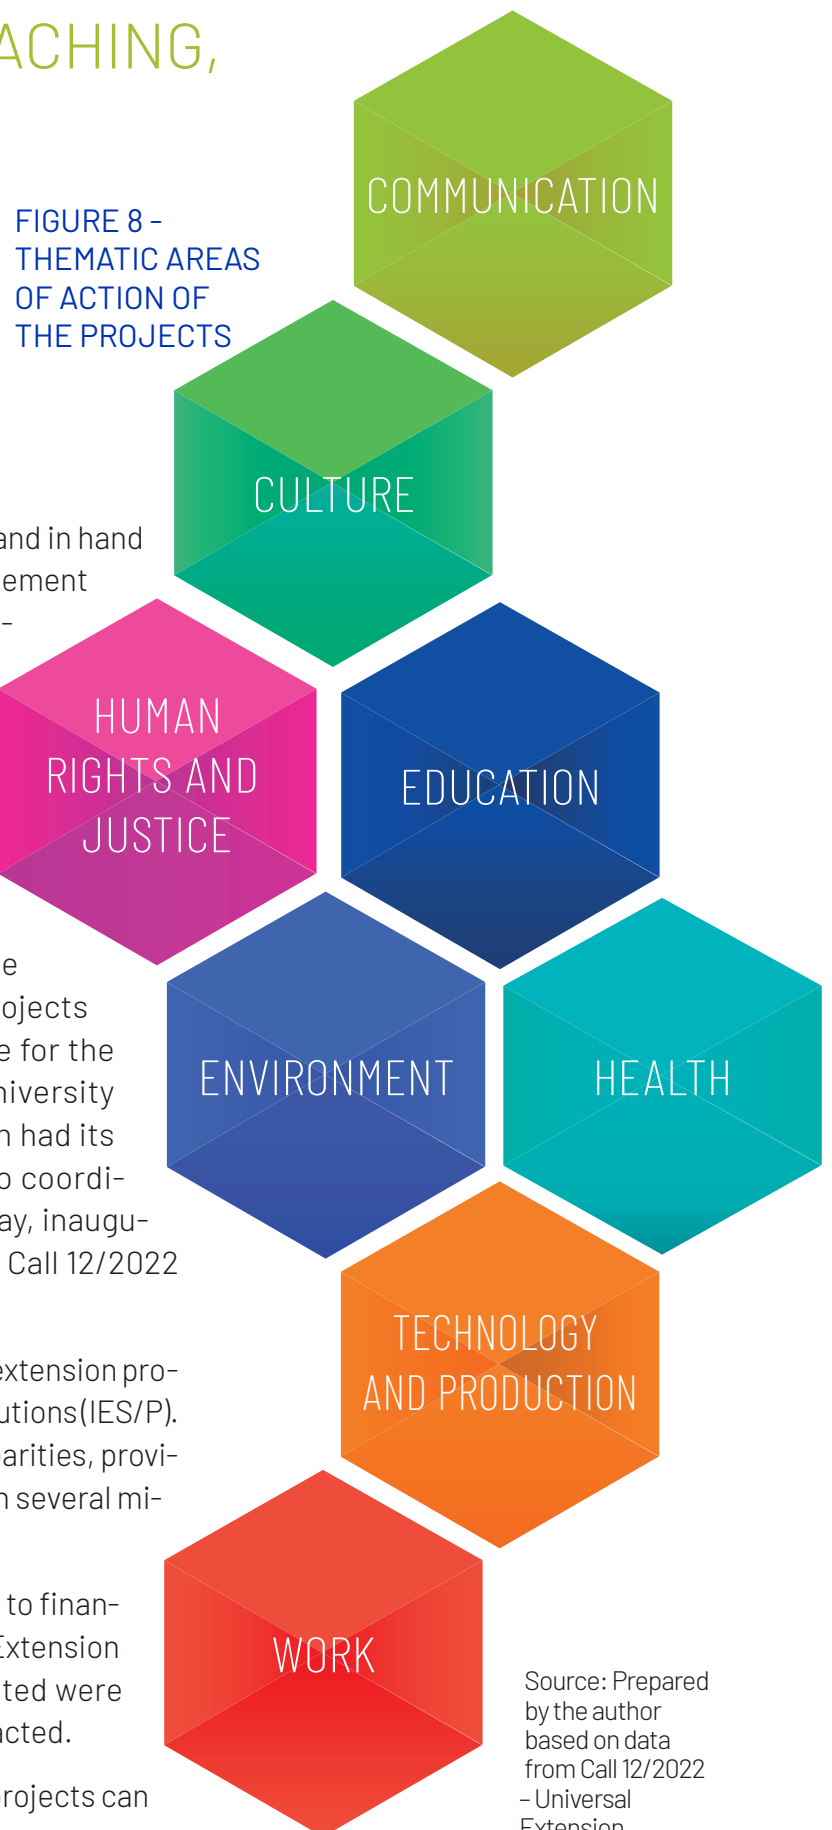 ACHING,
FIGURE 8 -
THEMATIC AREAS
OF ACTION OF
THE PROJECTS
COMMUNICATION
CULTURE
and in hand
ement
-
HUMAN
RIGHTS AND
JUSTICE
EDUCATION
e
ojects
e for the
niversity
n had its
o coordi-
ay, inaugu-
Call 12/2022
ENVIRONMENT
HEALTH
extension pro-
utions (IES/P).
parities, provi-
n several mi-
TECHNOLOGY
AND PRODUCTION
to finan-
Extension
ted were
acted.
rojects can
WORK
Source: Prepared
by the author
based on data
from Call 12/2022
– Universal
Extension